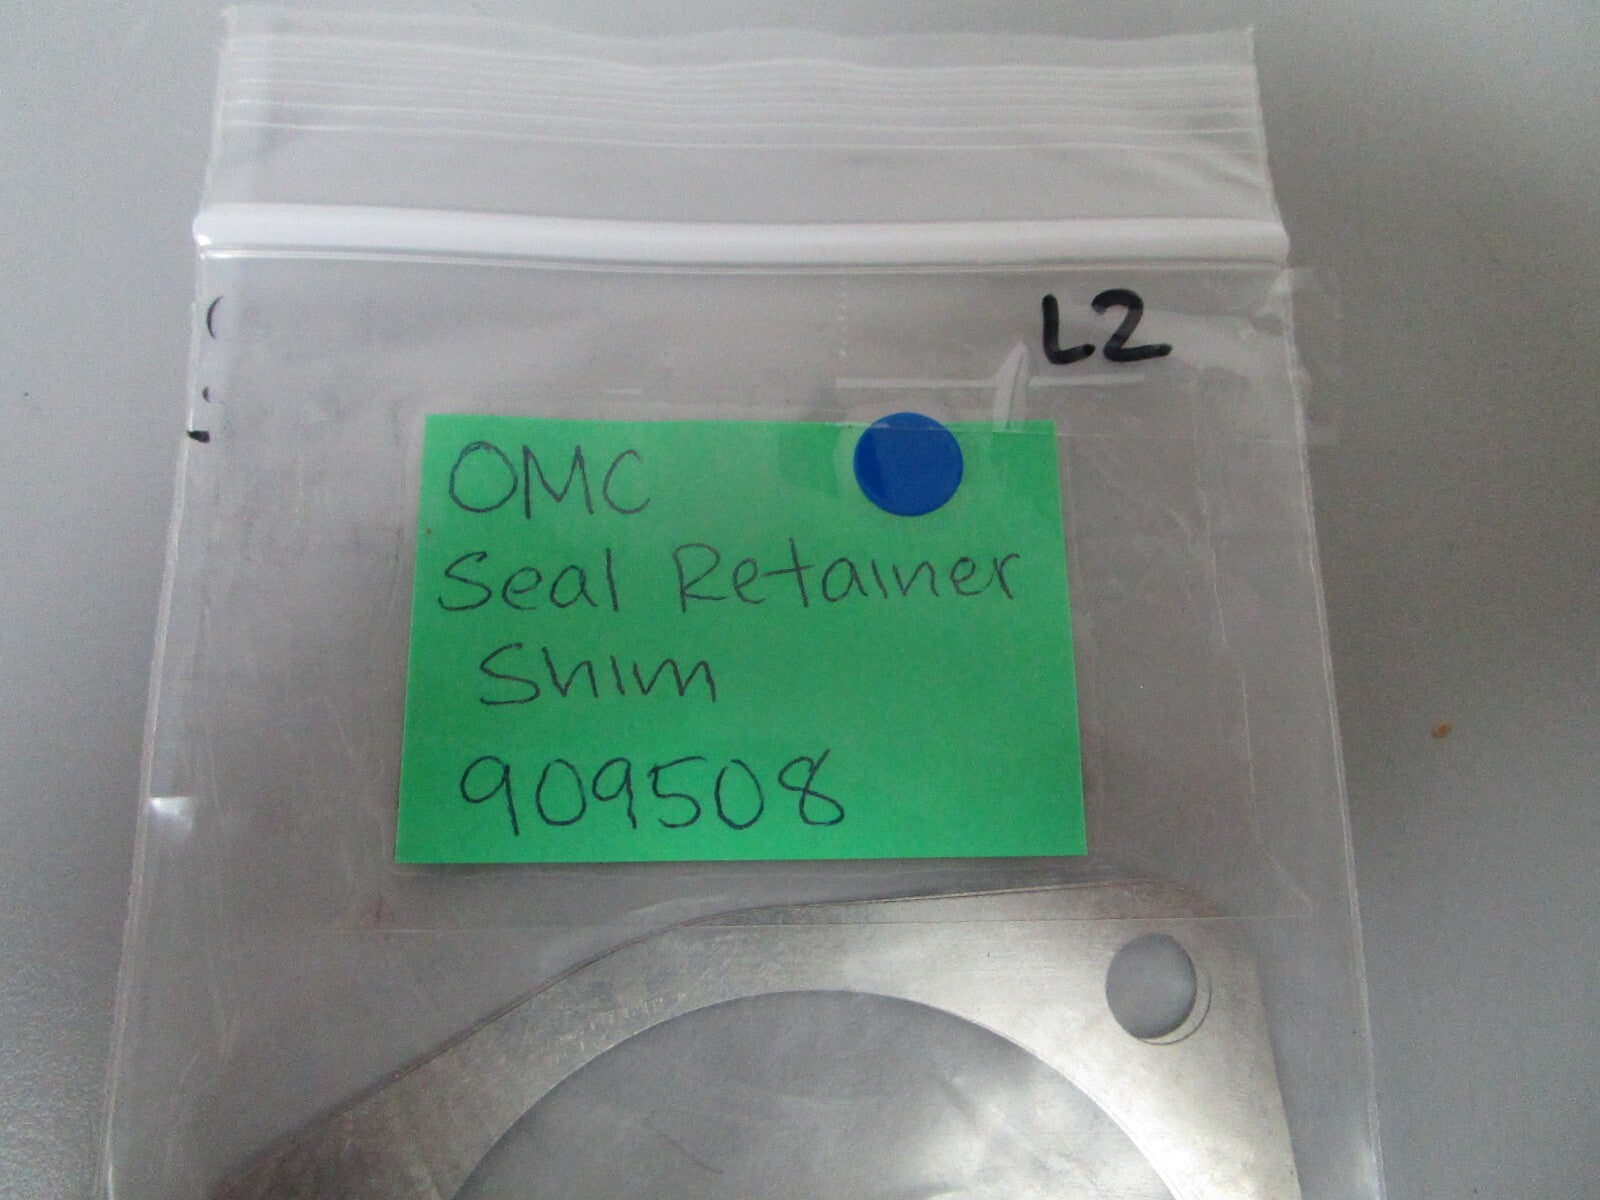 L2
OMC
Seal Retainer
Shim
909508